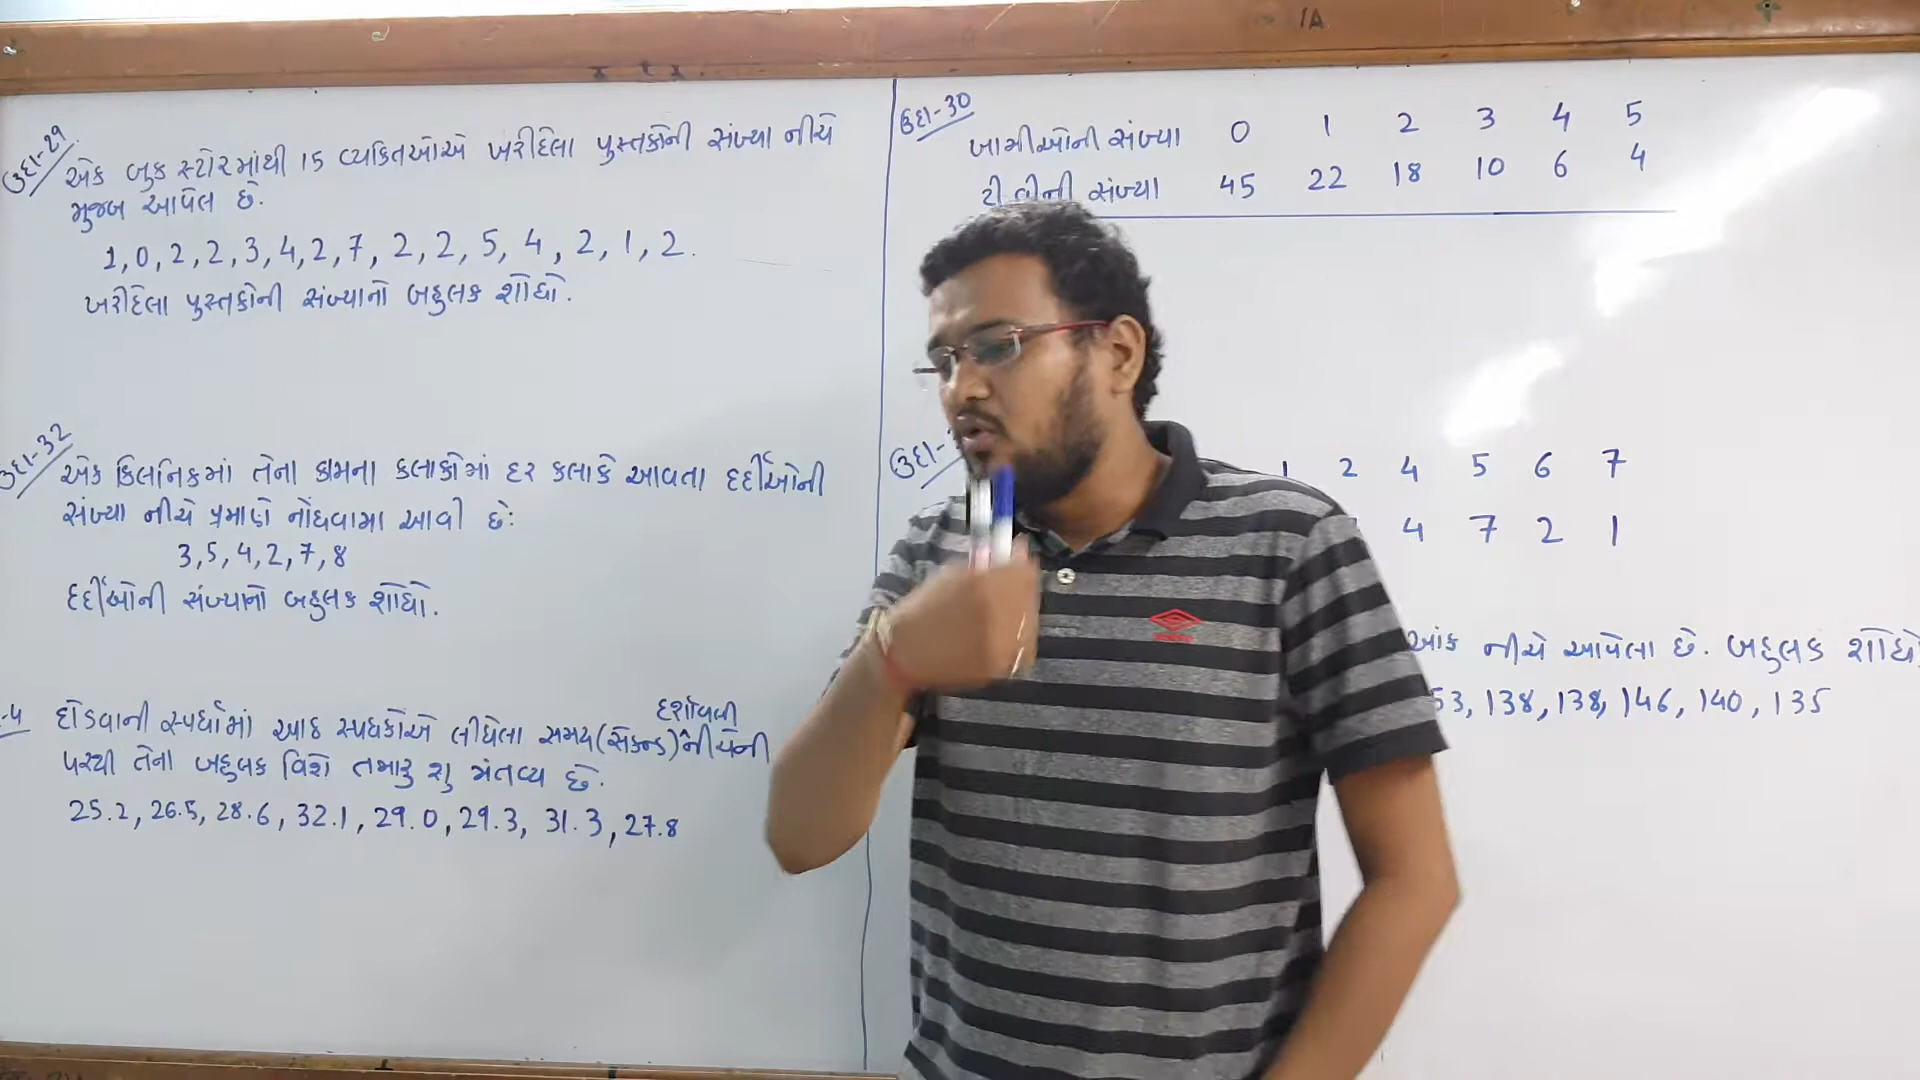 ઉદા-29
એક બુક સ્ટોરમાંથી 15 વ્યકિતઓએ ખરીદેલા પુસ્તકોની સંખ્યા નીચે
મુજબ આપેલ છે.
1, 0, 2, 2, 3, 4, 2, 7, 2, 2, 5, 4, 2, 1, 2.
ખરીદેલા પુસ્તકોની સંખ્યાનો બહુલક શોધો.
ઉદા-32
એક કિલનિકમાં તેના કામના કલાકોમાં દર કલાકે આવતા દર્દીઓની
સંખ્યા નીચે પ્રમાણે નોંધવામા આવી છે:
3, 5, 4, 2, 7, 8
દર્દીઓની સંખ્યાનો બહુલક શોધો.
-4 દોડવાની સ્પર્ધામાં આઠ સ્પર્ધકોએ લીધેલા સમય(સેકન્ડ) દર્શાવતી નીચેની
પરથી તેના બહુલક વિશે તમારુ શુ મંતવ્ય છે.
25.2, 26.5, 28.6, 32.1, 29.0, 29.3, 31.3, 27.8
1A
ઉદા-30
ખામીઓની સંખ્યા 0 1 2 3 4 5
ટી.વીની સંખ્યા 45 22 18 10 6 4
ઉદા-
1 2 4 5 6 7
4 7 2 1
આંક નીચે આપેલા છે. બહુલક શોધો
53, 138, 138, 146, 140, 135